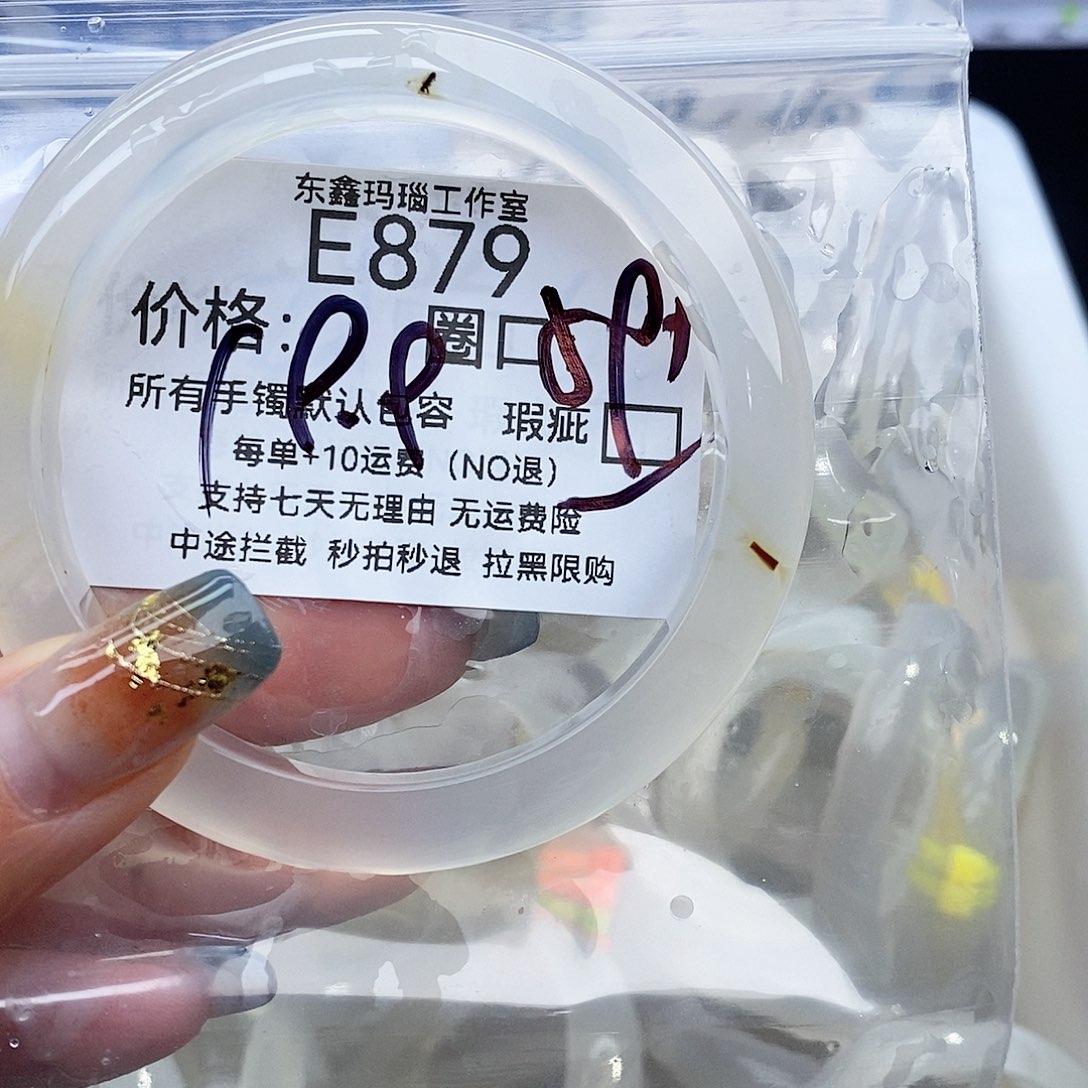 东鑫玛瑙工作室
E879
价格: 圈口
所有手镯默认包容 瑕疵
每单+10运费（NO退）
支持七天无理由 无运费险
中途拦截 秒拍秒退 拉黑限购